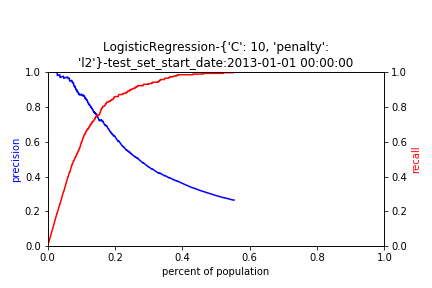 LogisticRegression-{'C': 10, 'penalty':
'l2'}-test_set_start_date:2013-01-01 00:00:00
1.0
0.8
0.6
0.4
0.2
0.0
precision
1.0
0.8
0.6
0.4
0.2
0.0
recall
0.0 0.2 0.4 0.6 0.8 1.0
percent of population